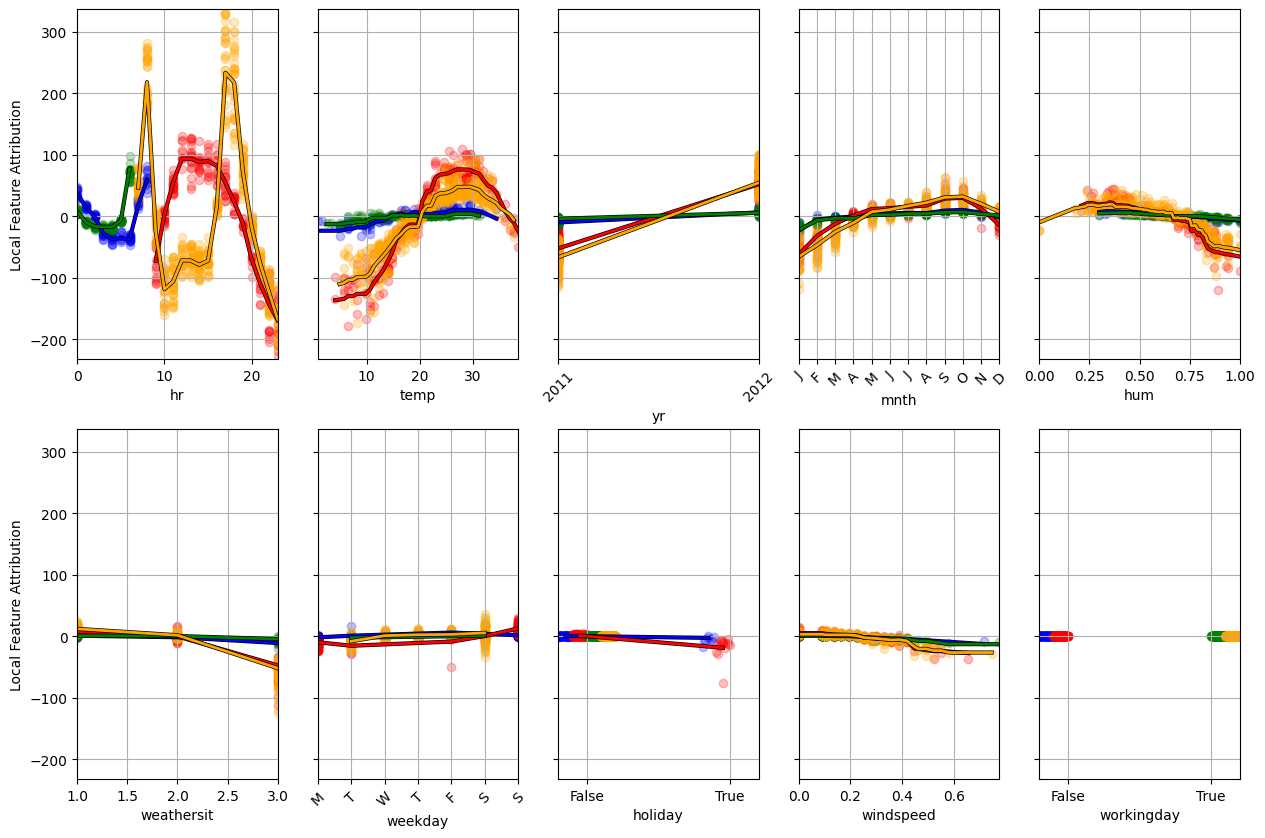 Local Feature Attribution
300
200
100
0
−100
−200
0 10 20
hr
10 20 30
temp
2011 2012
yr
J F M A M J J A S O N D
mnth
0.00 0.25 0.50 0.75 1.00
hum
Local Feature Attribution
300
200
100
0
−100
−200
1.0 1.5 2.0 2.5 3.0
weathersit
M T W T F S S
weekday
False True
holiday
0.0 0.2 0.4 0.6
windspeed
False True
workingday